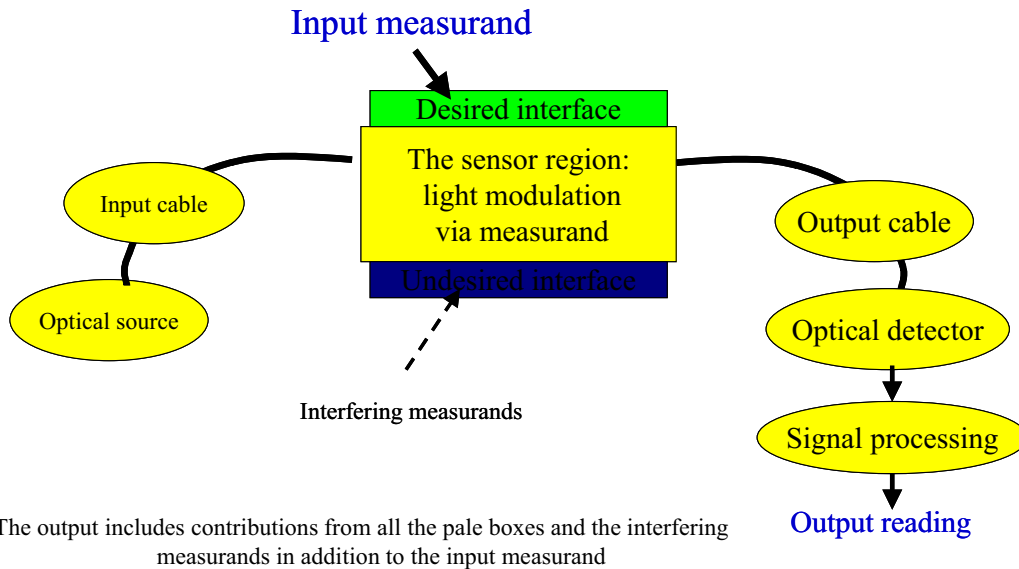 Input measurand
Desired interface
The sensor region:
light modulation
via measurand
Undesired interface
Input cable
Optical source
Output cable
Optical detector
Signal processing
Output reading
Interfering measurands
The output includes contributions from all the pale boxes and the interfering
measurands in addition to the input measurand